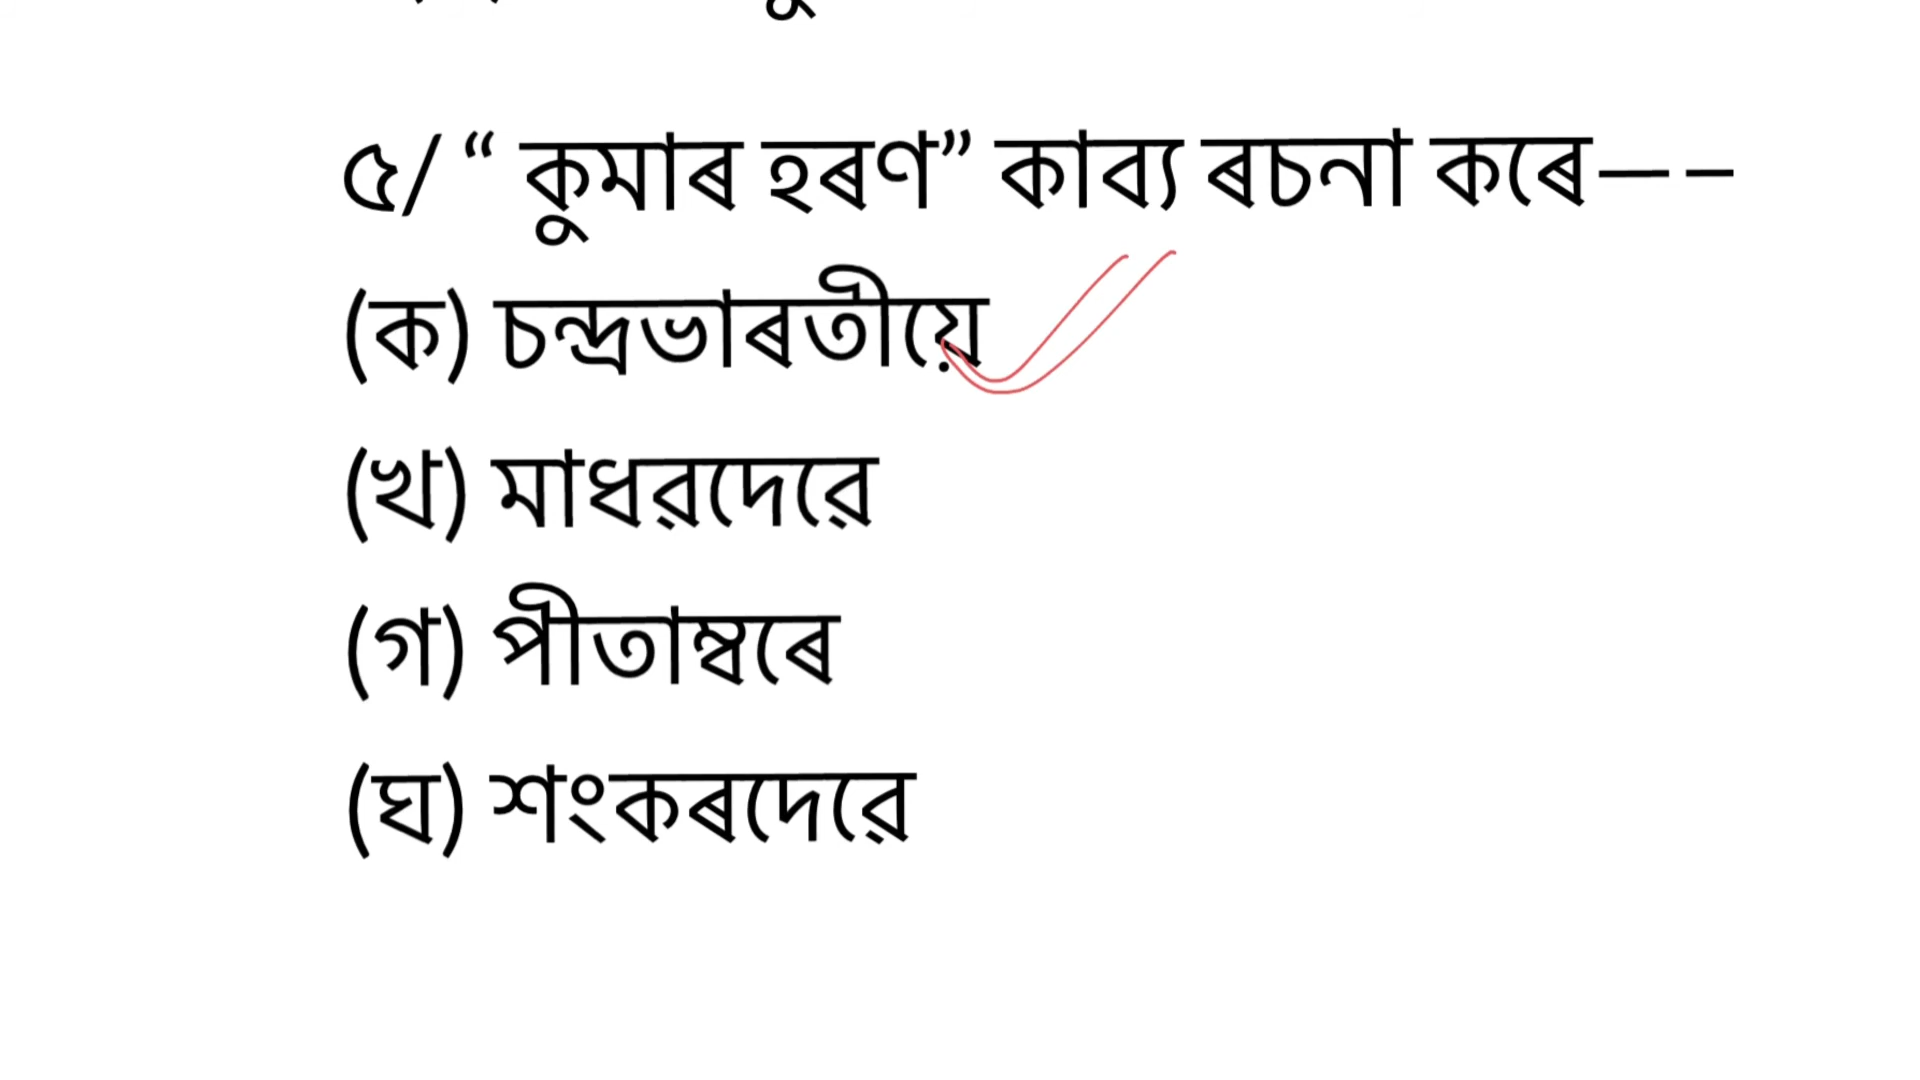 ৫/ “ কুমাৰ হৰণ” কাব্য ৰচনা কৰে— –
(ক) চন্দ্ৰভাৰতীয়ে
(খ) মাধৱদেৱে
(গ) পীতাম্বৰে
(ঘ) শংকৰদেৱে